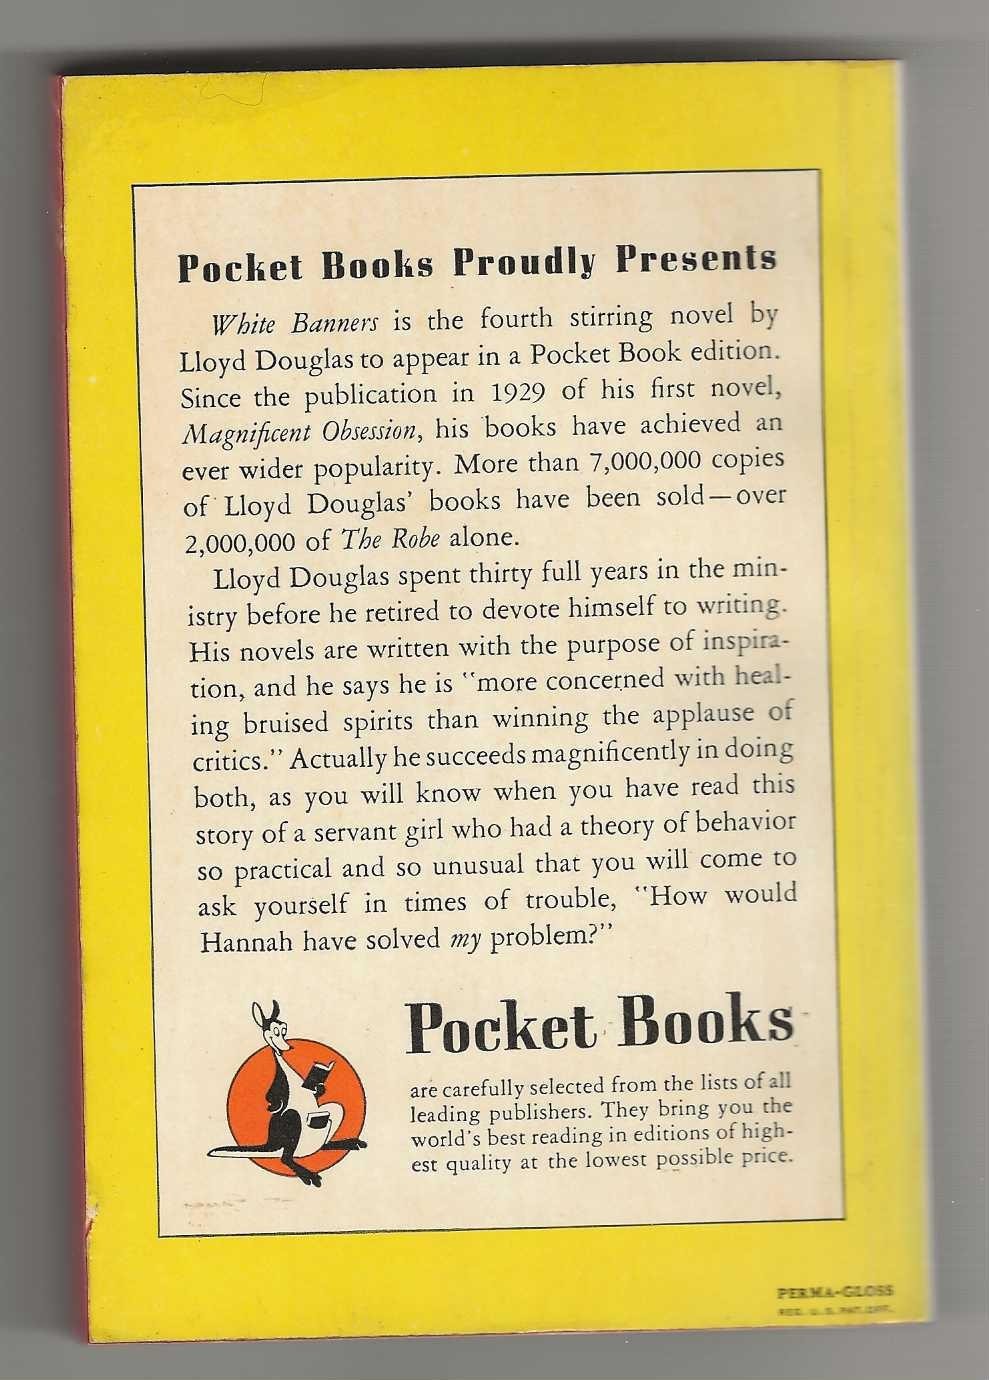 Pocket Books Proudly Presents
White Banners is the fourth stirring novel by
Lloyd Douglas to appear in a Pocket Book edition.
Since the publication in 1929 of his first novel,
Magnificent Obsession, his books have achieved an
ever wider popularity. More than 7,000,000 copies
of Lloyd Douglas' books have been sold—over
2,000,000 of The Robe alone.
Lloyd Douglas spent thirty full years in the min-
istry before he retired to devote himself to writing.
His novels are written with the purpose of inspira-
tion, and he says he is "more concerned with heal-
ing bruised spirits than winning the applause of
critics." Actually he succeeds magnificently in doing
both, as you will know when you have read this
story of a servant girl who had a theory of behavior
so practical and so unusual that you will come to
ask yourself in times of trouble, "How would
Hannah have solved my problem?"
Pocket Books
are carefully selected from the lists of all
leading publishers. They bring you the
world's best reading in editions of high-
est quality at the lowest possible price.
PERMA-GLOSS
REG. U.S. PAT. OFF.